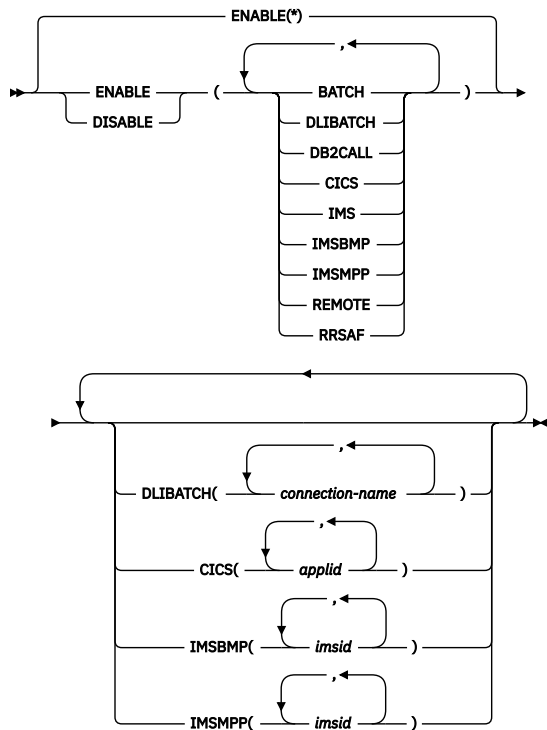 ENABLE(*)
,
ENABLE ( BATCH )
DISABLE DLIBATCH
DB2CALL
CICS
IMS
IMSBMP
IMSMPP
REMOTE
RRSAF
,
DLIBATCH( connection-name )
,
CICS( applid )
,
IMSBMP( imsid )
,
IMSMPP( imsid )